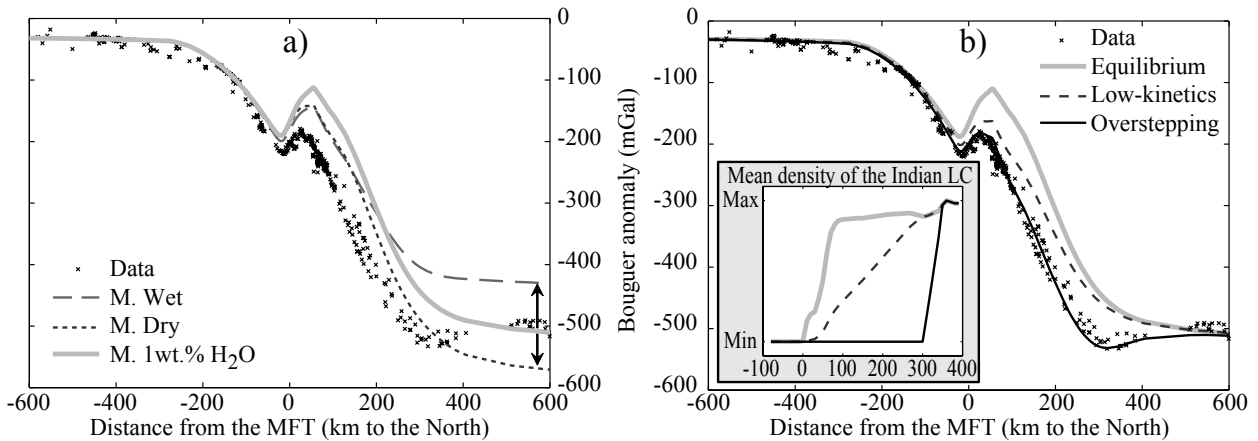 a)
Data
M. Wet
M. Dry
M. 1wt.% H2O
0
-100
-200
-300
-400
-500
-600
-600 -400 -200 0 200 400 600
Distance from the MFT (km to the North)
Bouguer anomaly (mGal)
b)
Data
Equilibrium
Low-kinetics
Overstepping
Mean density of the Indian LC
Max
Min
-100 0 100 200 300 400
0
-100
-200
-300
-400
-500
-600
-600 -400 -200 0 200 400 600
Distance from the MFT (km to the North)